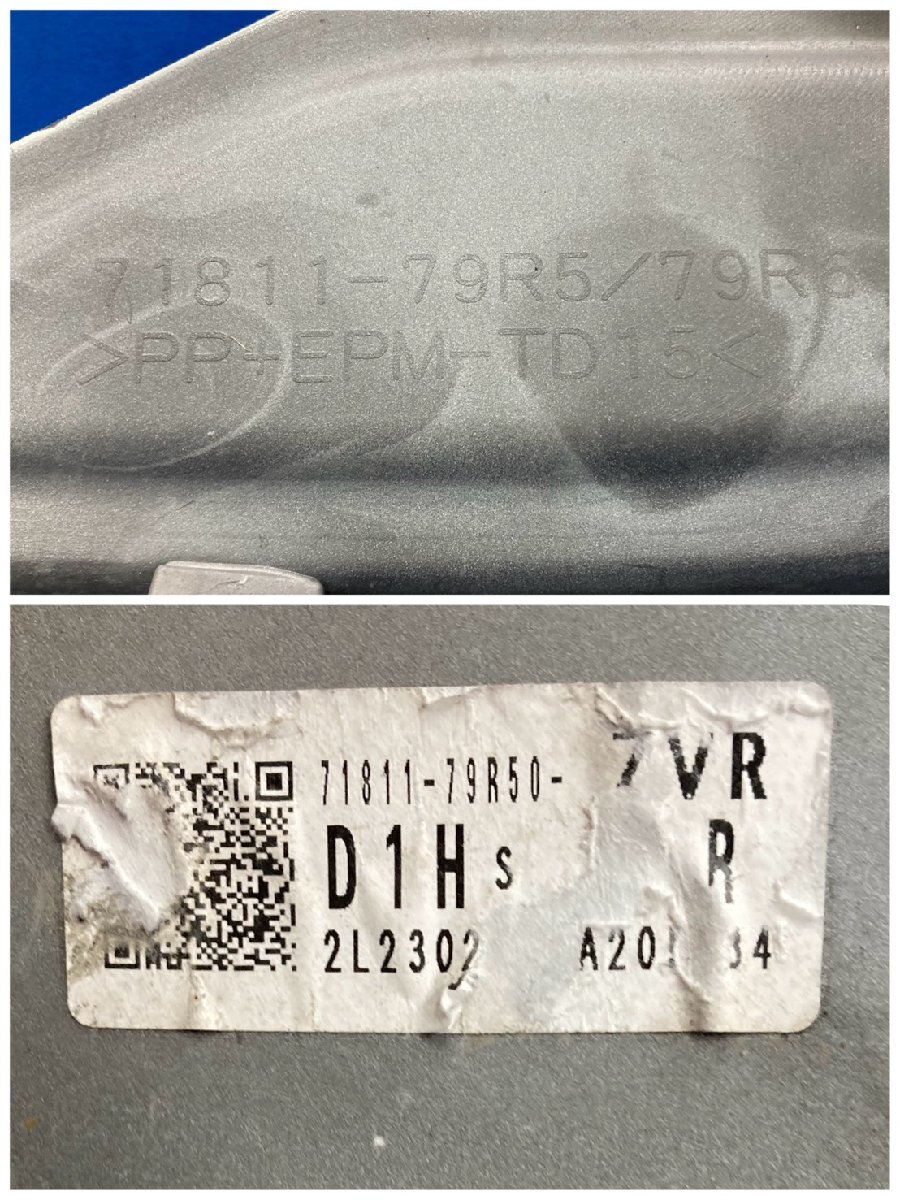 71811-79R5/79R6
>PP+EPM-TD15<
71811-79R50-
7VR
D1H s
R
2L2302